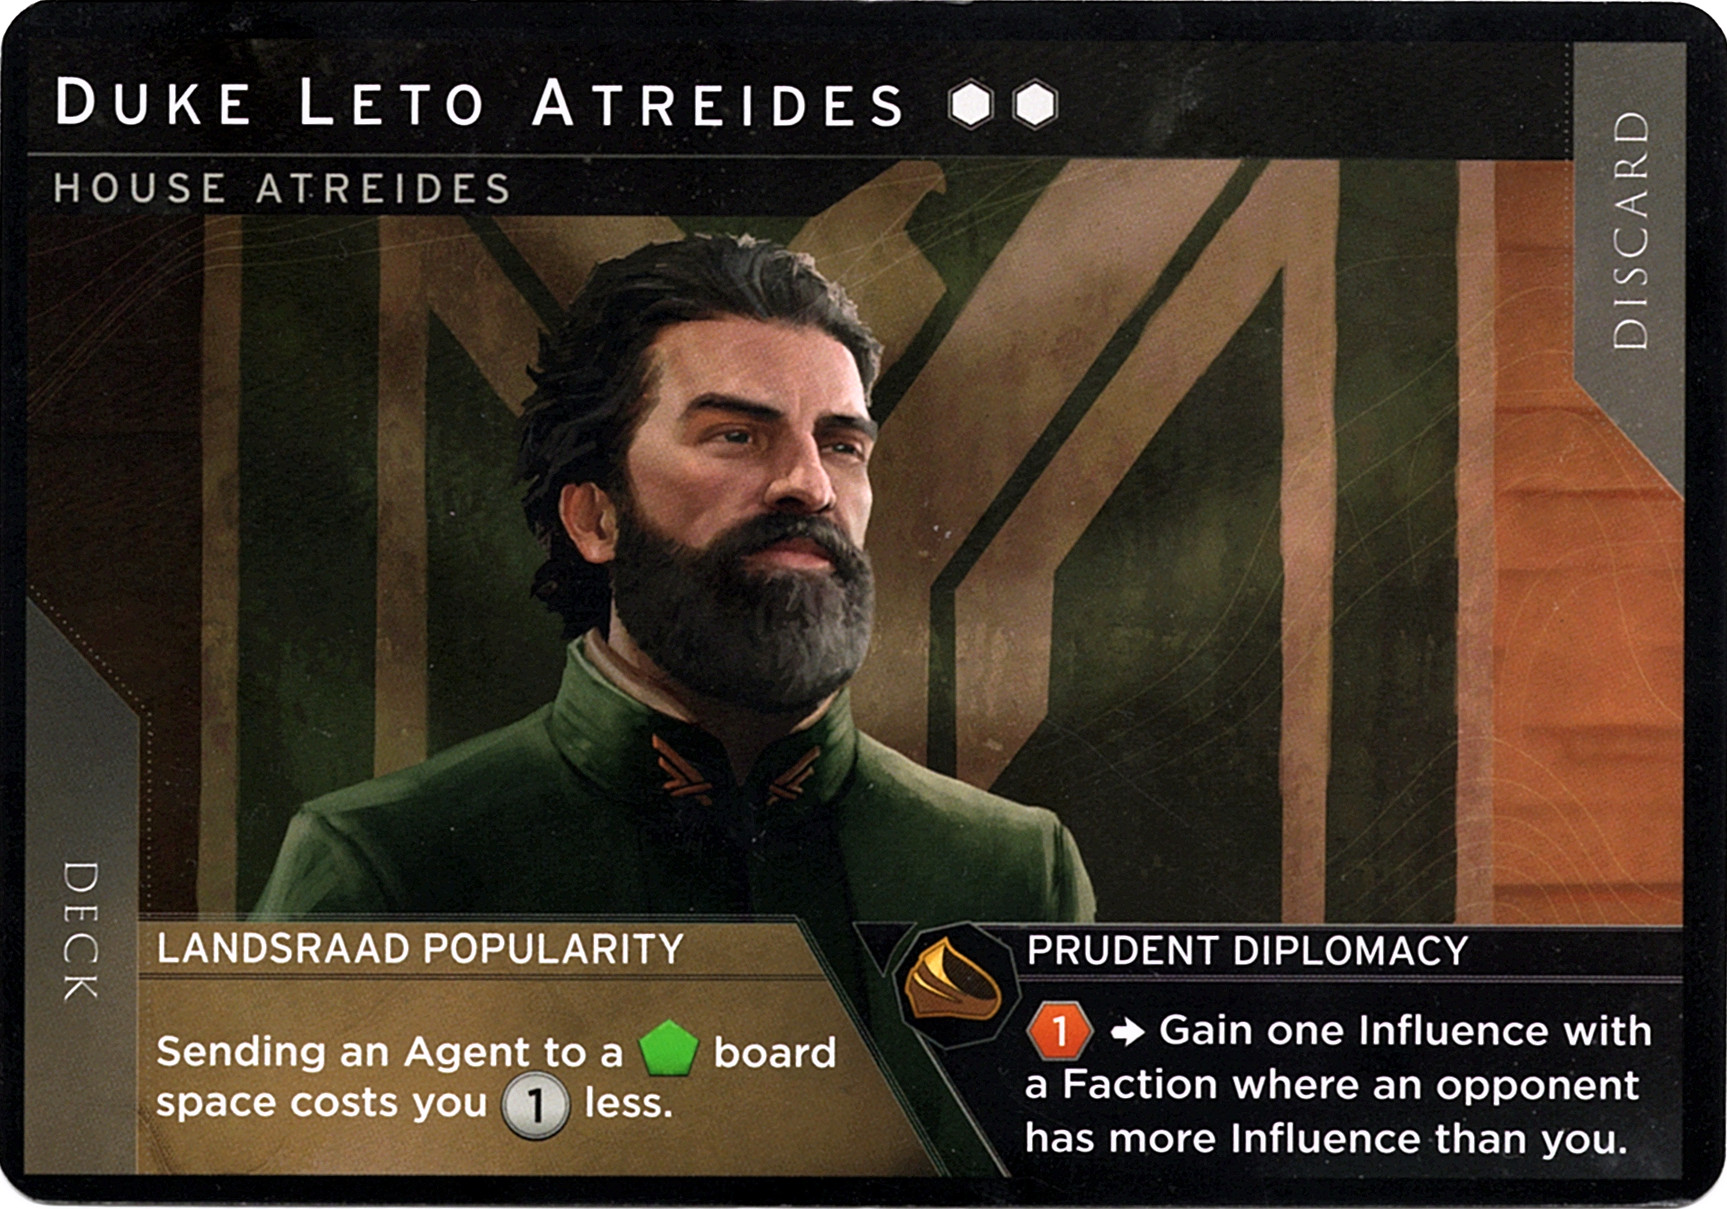 DUKE LETO ATREIDES
HOUSE ATREIDES
DISCARD
DECK
LANDSRAAD POPULARITY
Sending an Agent to a board
space costs you 1 less.
PRUDENT DIPLOMACY
1 → Gain one Influence with
a Faction where an opponent
has more Influence than you.